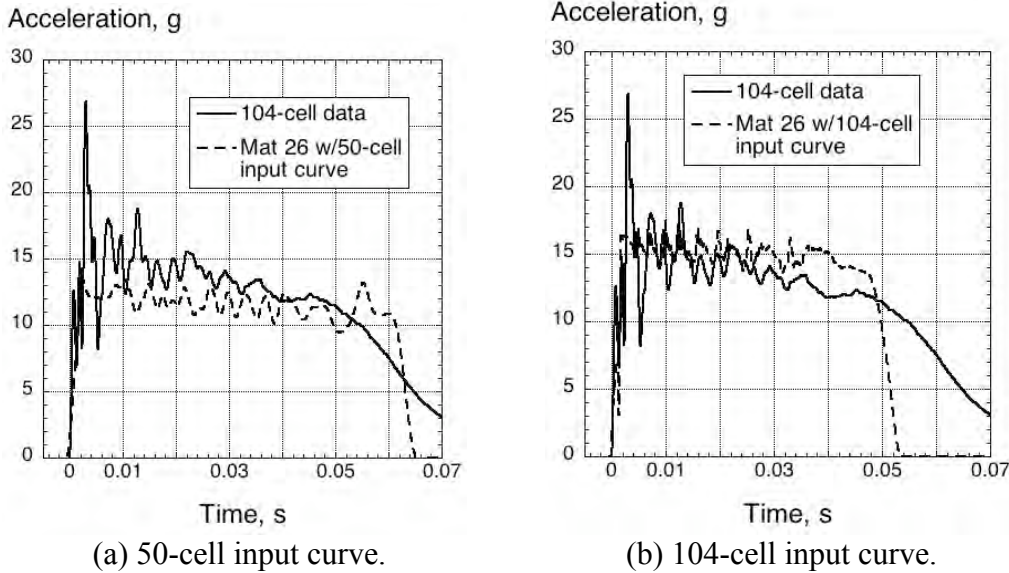 Acceleration, g
30
25
20
15
10
5
0
104-cell data
Mat 26 w/50-cell
input curve
0 0.01 0.03 0.05 0.07
Time, s
(a) 50-cell input curve.
Acceleration, g
30
25
20
15
10
5
0
104-cell data
Mat 26 w/104-cell
input curve
0 0.01 0.03 0.05 0.07
Time, s
(b) 104-cell input curve.